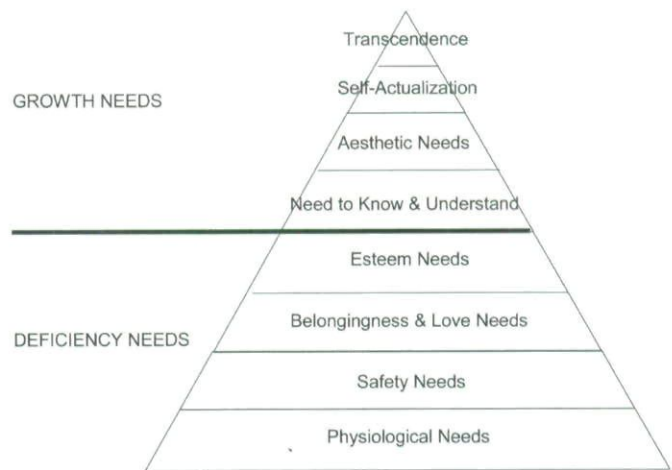 Transcendence
Self-Actualization
GROWTH NEEDS
Aesthetic Needs
Need to Know & Understand
Esteem Needs
Belongingness & Love Needs
DEFICIENCY NEEDS
Safety Needs
Physiological Needs